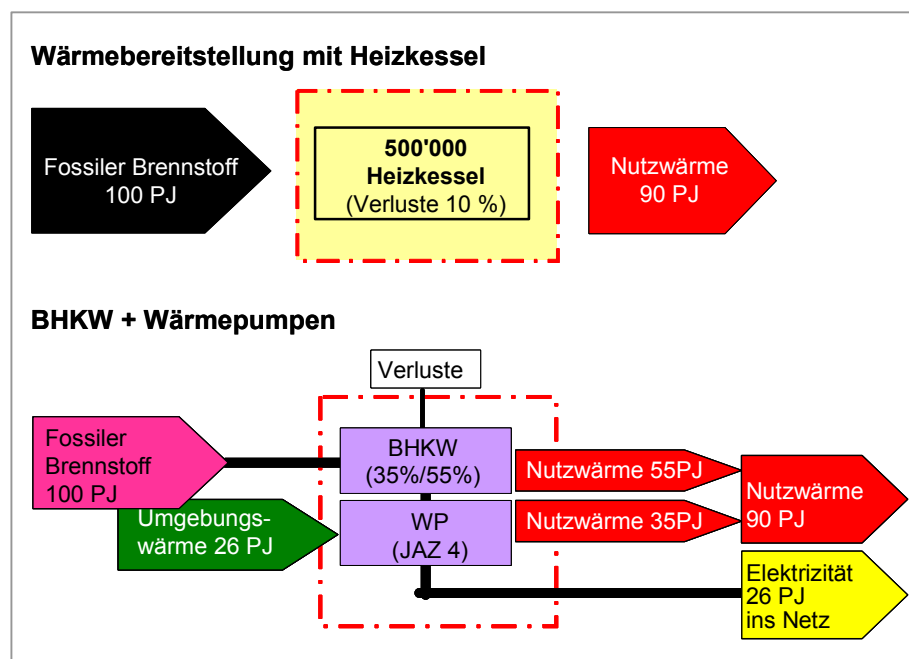 Wärmebereitstellung mit Heizkessel
Fossiler Brennstoff
100 PJ
500'000
Heizkessel
(Verluste 10 %)
Nutzwärme
90 PJ
BHKW + Wärmepumpen
Verluste
Fossiler
Brennstoff
100 PJ
Umgebungs-
wärme 26 PJ
BHKW
(35%/55%)
WP
(JAZ 4)
Nutzwärme 55PJ
Nutzwärme 35PJ
Nutzwärme
90 PJ
Elektrizität
26 PJ
ins Netz